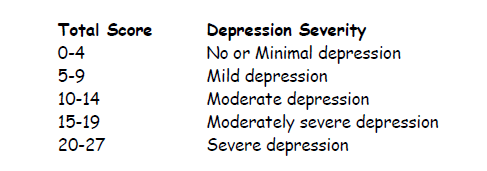 Total Score Depression Severity
0-4 No or Minimal depression
5-9 Mild depression
10-14 Moderate depression
15-19 Moderately severe depression
20-27 Severe depression